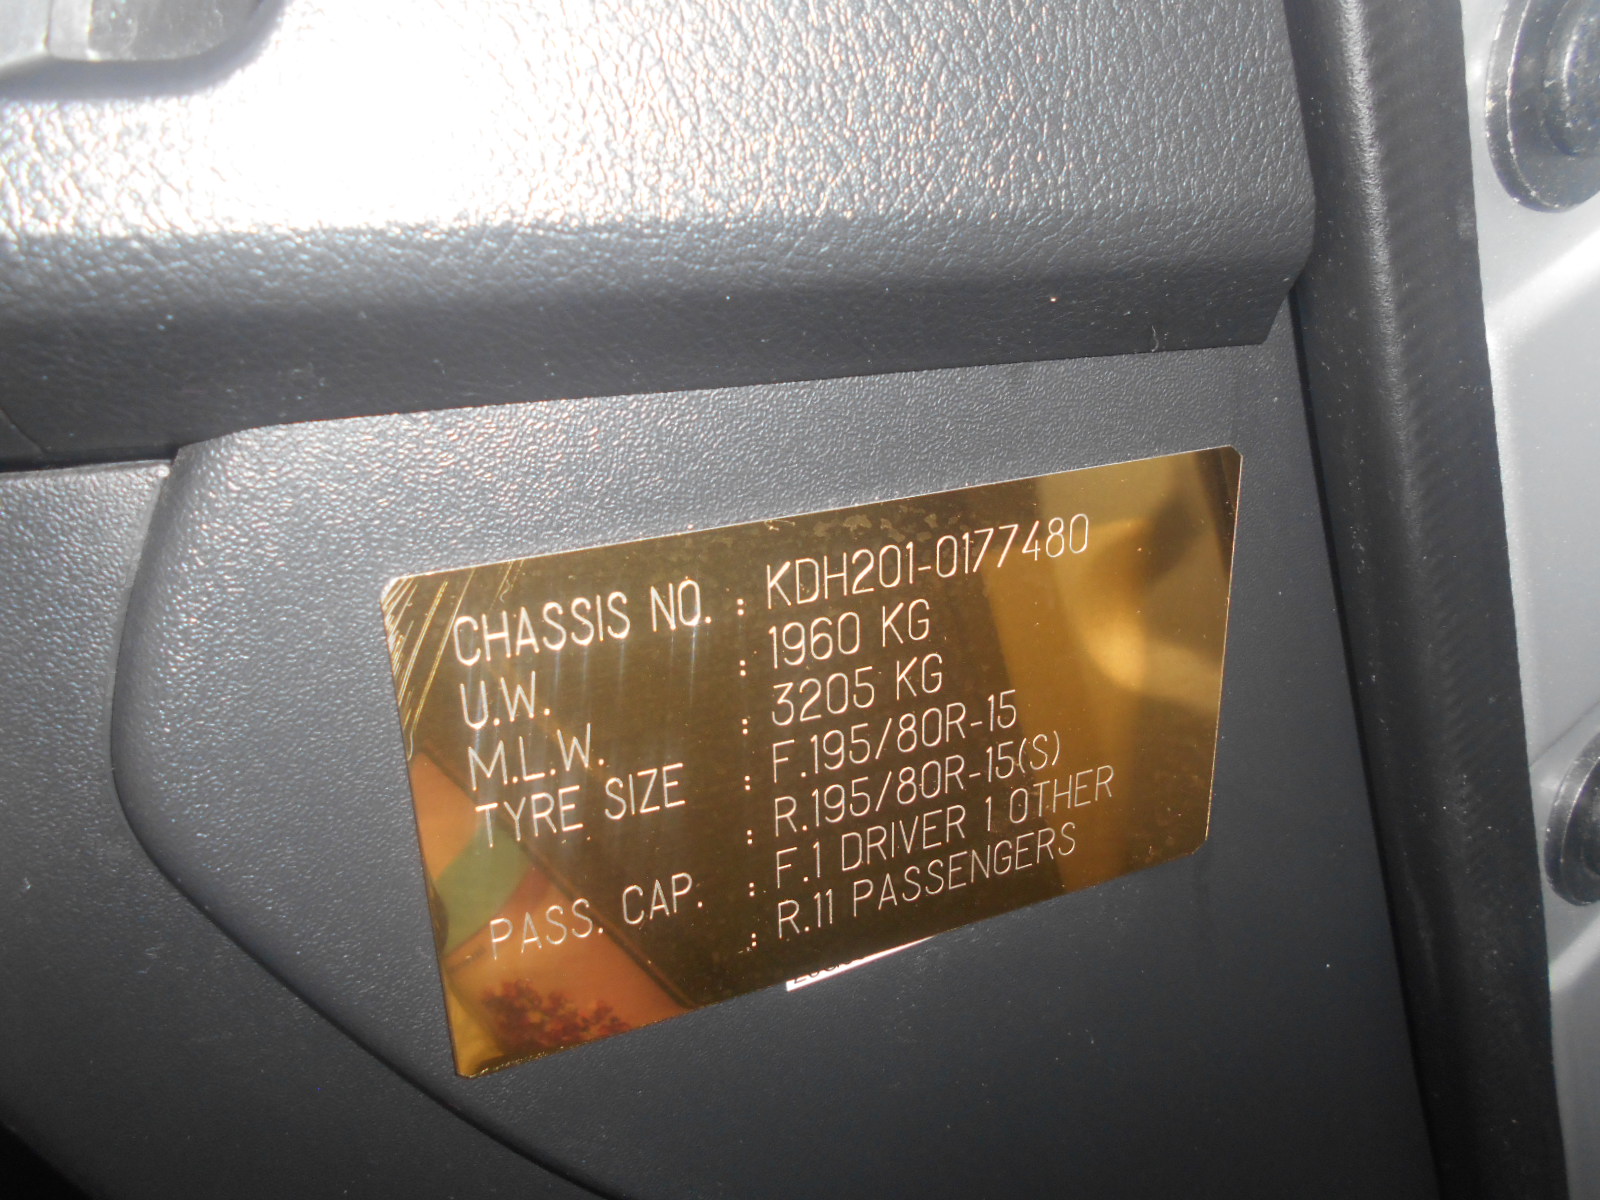 CHASSIS NO. : KDH201-0177480
U.W. : 1960 KG
M.L.W. : 3205 KG
TYRE SIZE : F.195/80R-15
: R.195/80R-15(S)
PASS. CAP. : F.1 DRIVER 1 OTHER
: R.11 PASSENGERS